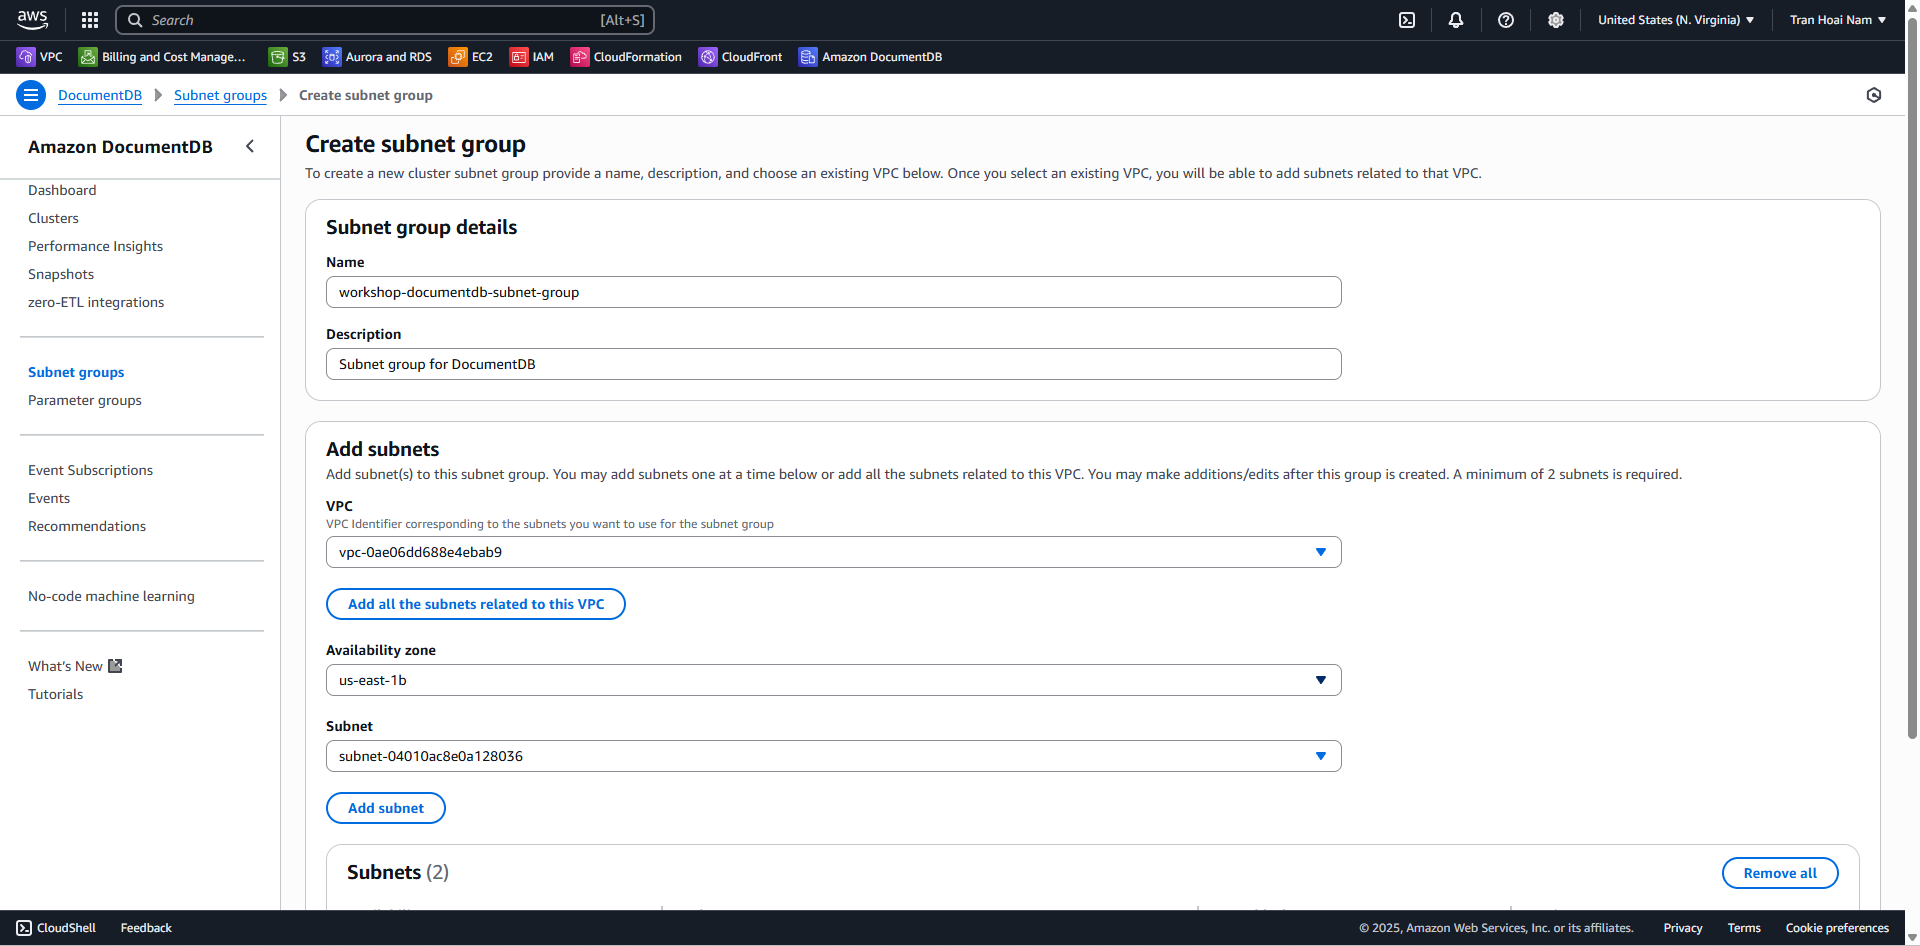 aws
Search [Alt+S]
United States (N. Virginia) Tran Hoai Nam
VPC Billing and Cost Manage... S3 Aurora and RDS EC2 IAM CloudFormation CloudFront Amazon DocumentDB
DocumentDB Subnet groups Create subnet group
Amazon DocumentDB
Dashboard
Clusters
Performance Insights
Snapshots
zero-ETL integrations
Subnet groups
Parameter groups
Event Subscriptions
Events
Recommendations
No-code machine learning
What's New
Tutorials
Create subnet group
To create a new cluster subnet group provide a name, description, and choose an existing VPC below. Once you select an existing VPC, you will be able to add subnets related to that VPC.
Subnet group details
Name
workshop-documentdb-subnet-group
Description
Subnet group for DocumentDB
Add subnets
Add subnet(s) to this subnet group. You may add subnets one at a time below or add all the subnets related to this VPC. You may make additions/edits after this group is created. A minimum of 2 subnets is required.
VPC
VPC Identifier corresponding to the subnets you want to use for the subnet group
vpc-0ae06dd688e4ebab9
Add all the subnets related to this VPC
Availability zone
us-east-1b
Subnet
subnet-04010ac8e0a128036
Add subnet
Subnets (2)
Remove all
CloudShell Feedback
© 2025, Amazon Web Services, Inc. or its affiliates. Privacy Terms Cookie preferences